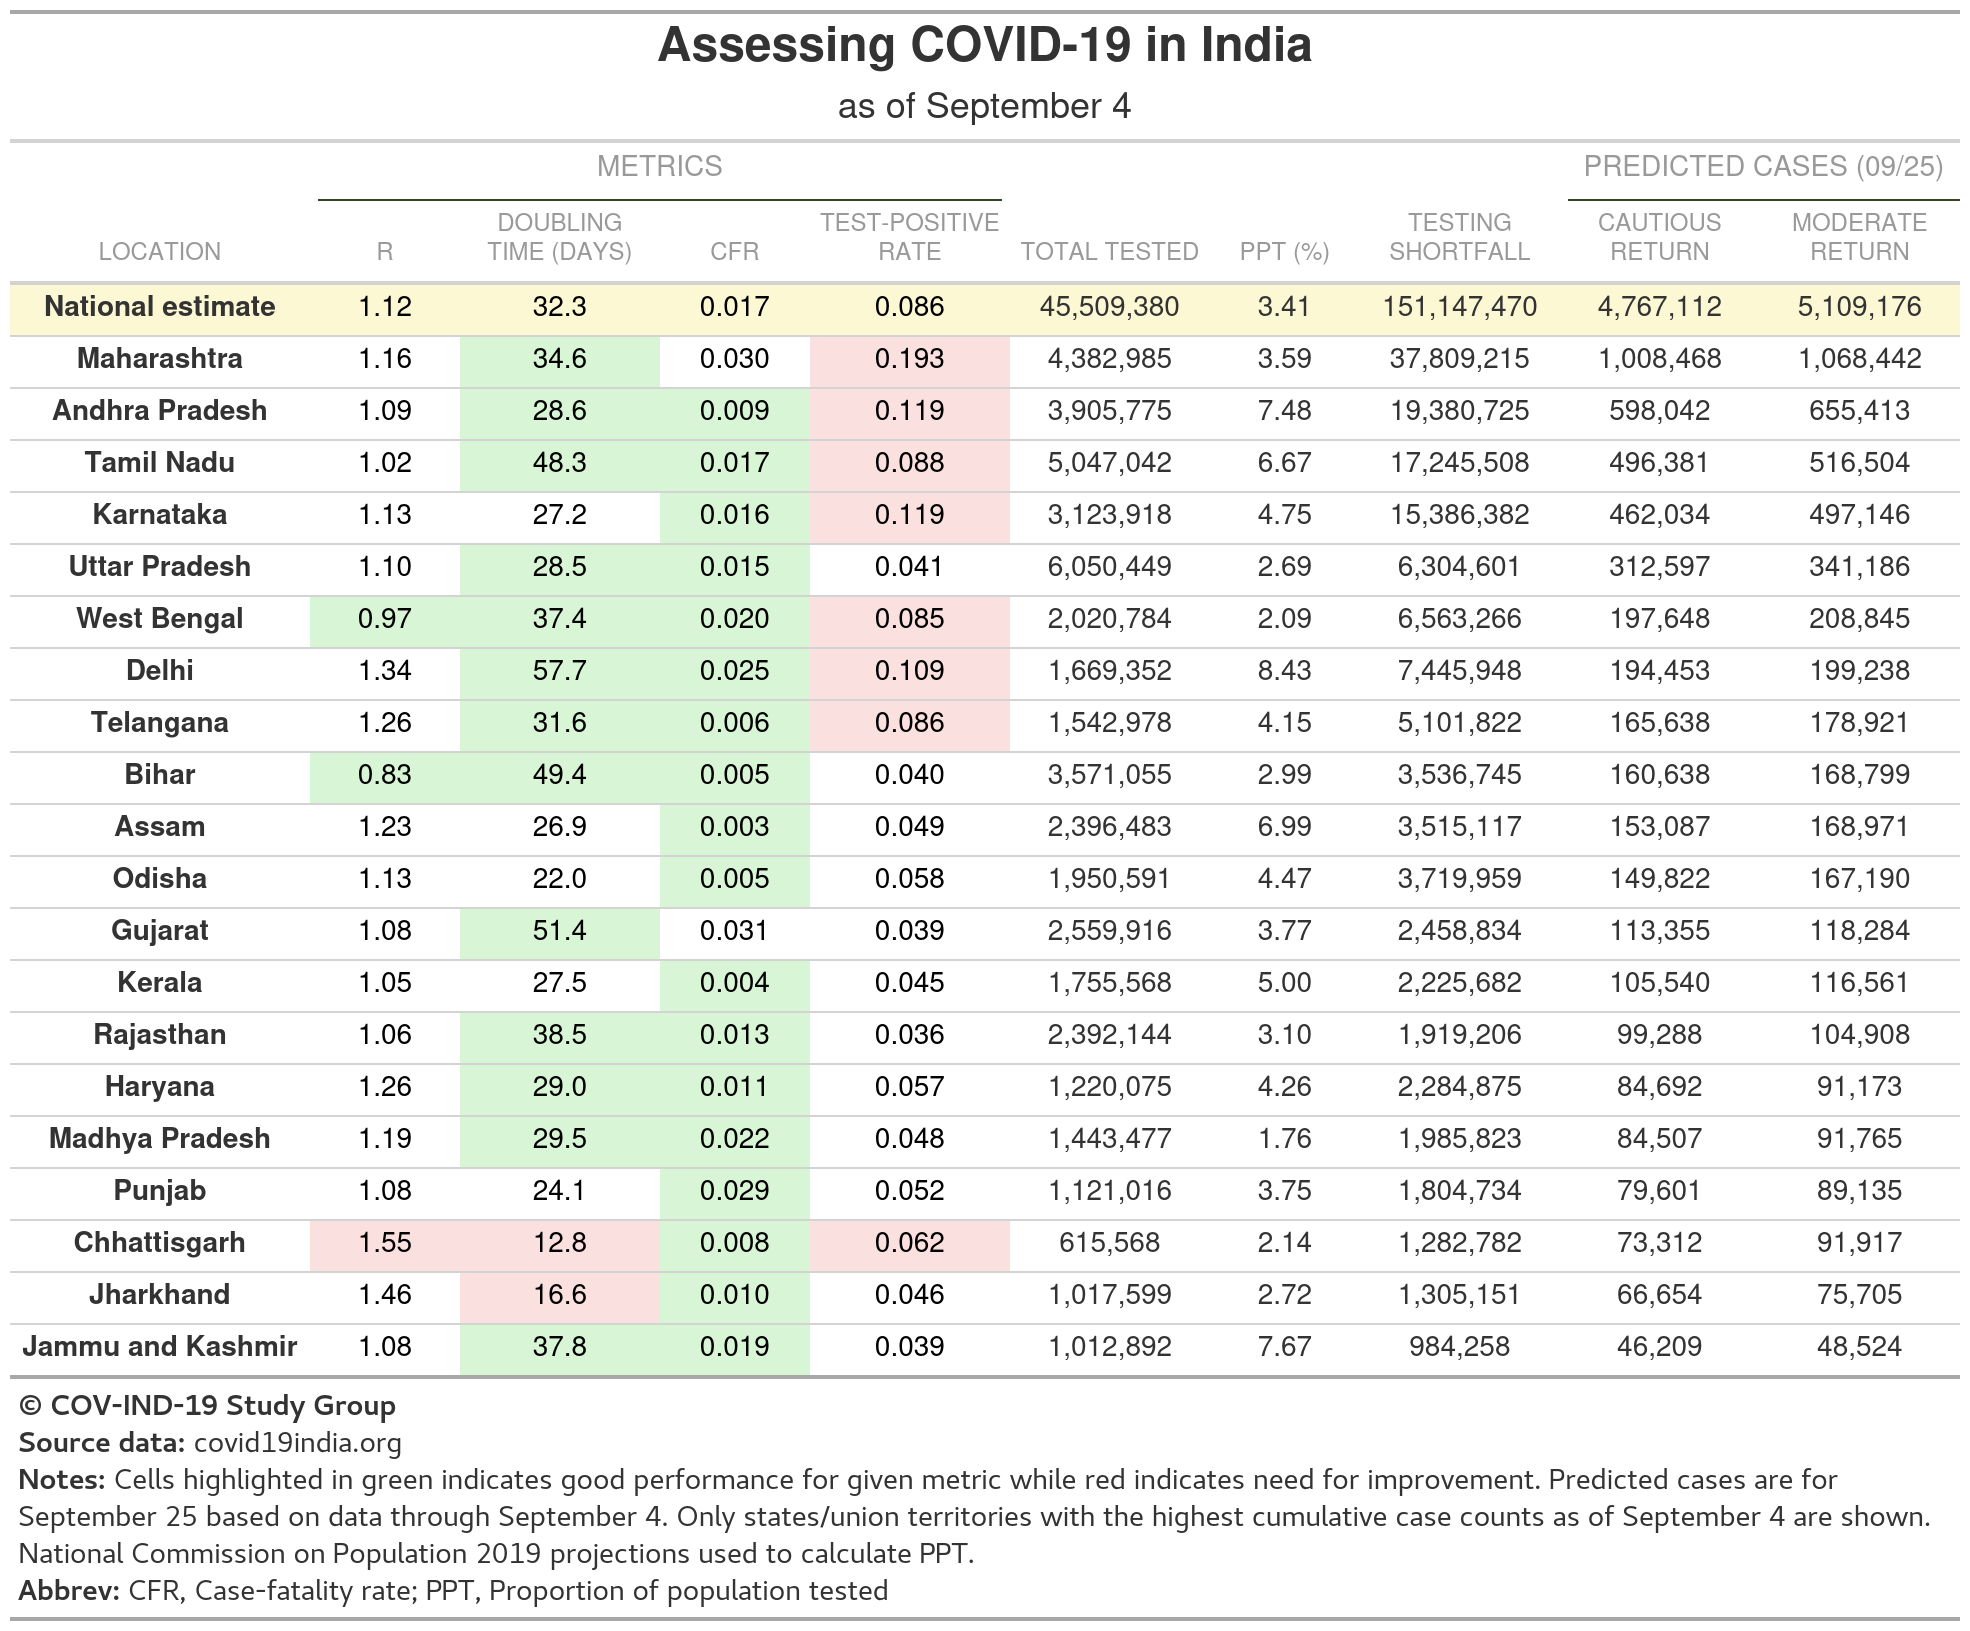 Assessing COVID-19 in India
as of September 4
METRICS PREDICTED CASES (09/25)
LOCATION R DOUBLING TIME (DAYS) CFR TEST-POSITIVE RATE TOTAL TESTED PPT (%) TESTING SHORTFALL CAUTIOUS RETURN MODERATE RETURN
National estimate 1.12 32.3 0.017 0.086 45,509,380 3.41 151,147,470 4,767,112 5,109,176
Maharashtra 1.16 34.6 0.030 0.193 4,382,985 3.59 37,809,215 1,008,468 1,068,442
Andhra Pradesh 1.09 28.6 0.009 0.119 3,905,775 7.48 19,380,725 598,042 655,413
Tamil Nadu 1.02 48.3 0.017 0.088 5,047,042 6.67 17,245,508 496,381 516,504
Karnataka 1.13 27.2 0.016 0.119 3,123,918 4.75 15,386,382 462,034 497,146
Uttar Pradesh 1.10 28.5 0.015 0.041 6,050,449 2.69 6,304,601 312,597 341,186
West Bengal 0.97 37.4 0.020 0.085 2,020,784 2.09 6,563,266 197,648 208,845
Delhi 1.34 57.7 0.025 0.109 1,669,352 8.43 7,445,948 194,453 199,238
Telangana 1.26 31.6 0.006 0.086 1,542,978 4.15 5,101,822 165,638 178,921
Bihar 0.83 49.4 0.005 0.040 3,571,055 2.99 3,536,745 160,638 168,799
Assam 1.23 26.9 0.003 0.049 2,396,483 6.99 3,515,117 153,087 168,971
Odisha 1.13 22.0 0.005 0.058 1,950,591 4.47 3,719,959 149,822 167,190
Gujarat 1.08 51.4 0.031 0.039 2,559,916 3.77 2,458,834 113,355 118,284
Kerala 1.05 27.5 0.004 0.045 1,755,568 5.00 2,225,682 105,540 116,561
Rajasthan 1.06 38.5 0.013 0.036 2,392,144 3.10 1,919,206 99,288 104,908
Haryana 1.26 29.0 0.011 0.057 1,220,075 4.26 2,284,875 84,692 91,173
Madhya Pradesh 1.19 29.5 0.022 0.048 1,443,477 1.76 1,985,823 84,507 91,765
Punjab 1.08 24.1 0.029 0.052 1,121,016 3.75 1,804,734 79,601 89,135
Chhattisgarh 1.55 12.8 0.008 0.062 615,568 2.14 1,282,782 73,312 91,917
Jharkhand 1.46 16.6 0.010 0.046 1,017,599 2.72 1,305,151 66,654 75,705
Jammu and Kashmir 1.08 37.8 0.019 0.039 1,012,892 7.67 984,258 46,209 48,524
© COV-IND-19 Study Group
Source data: covid19india.org
Notes: Cells highlighted in green indicates good performance for given metric while red indicates need for improvement. Predicted cases are for
September 25 based on data through September 4. Only states/union territories with the highest cumulative case counts as of September 4 are shown.
National Commission on Population 2019 projections used to calculate PPT.
Abbrev: CFR, Case-fatality rate; PPT, Proportion of population tested